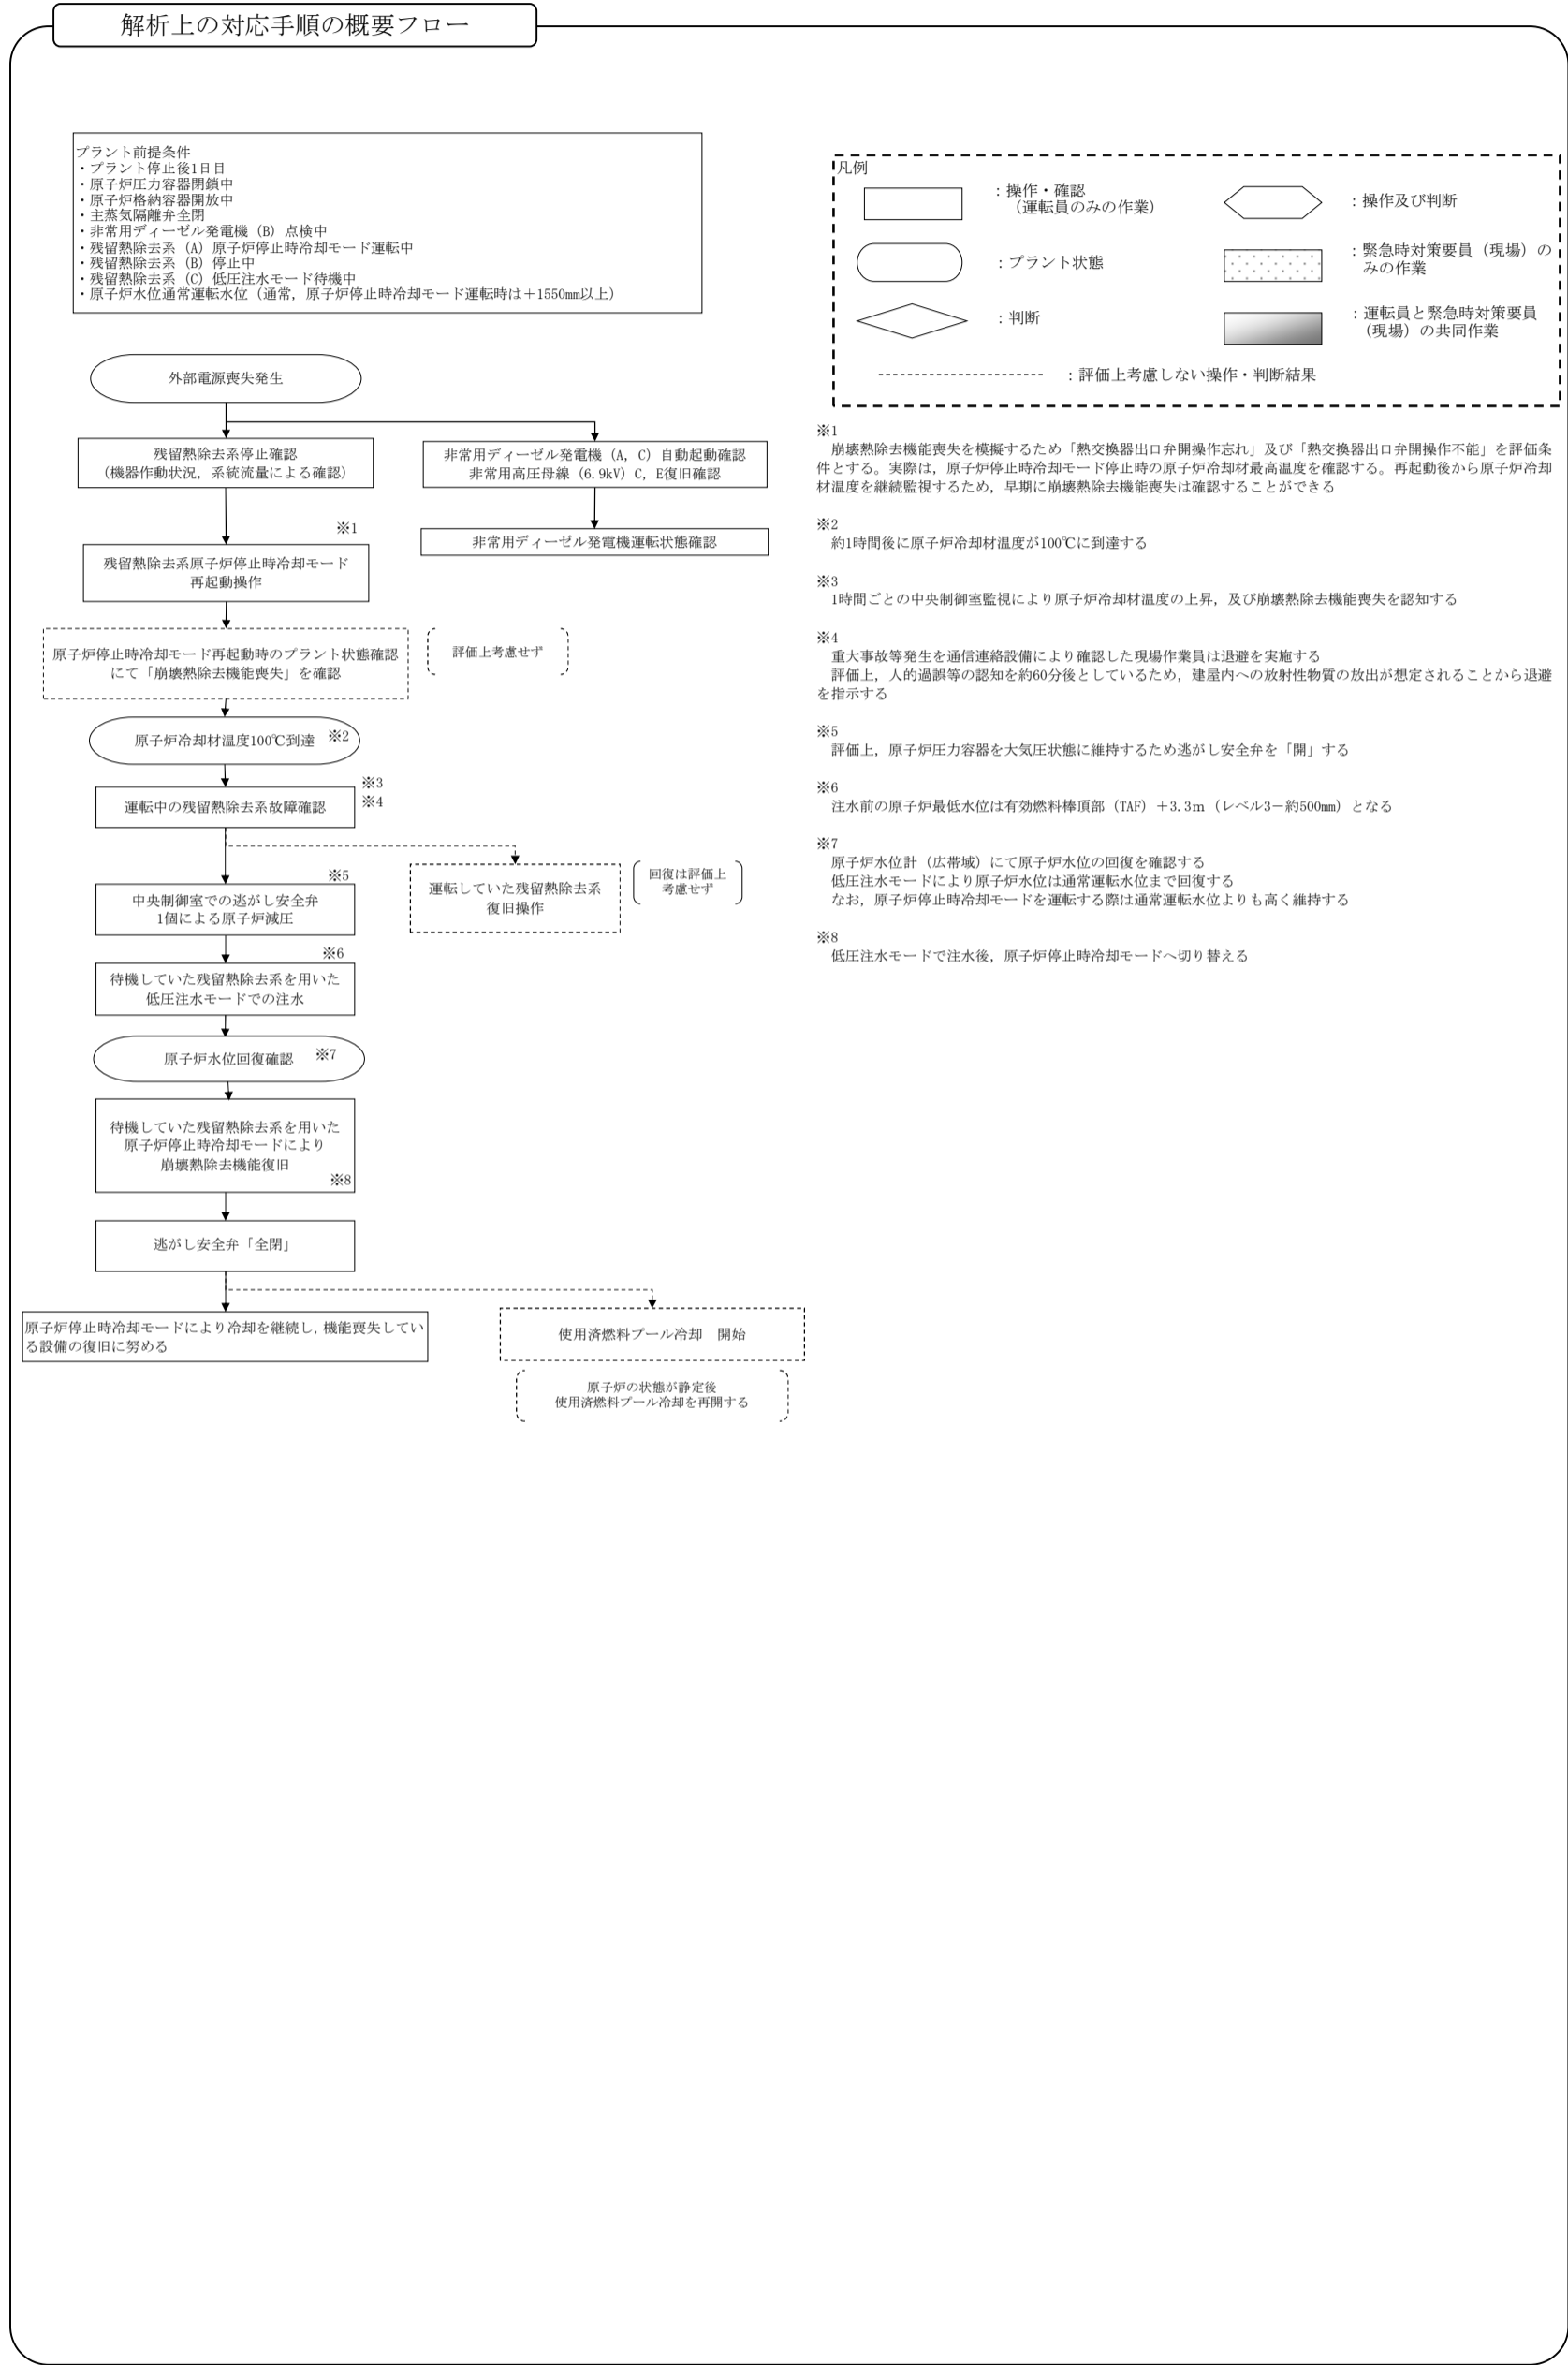 解析上の対応手順の概要フロー
プラント前提条件
・プラント停止後1日目
・原子炉圧力容器閉鎖中
・原子炉格納容器開放中
・主蒸気隔離弁全閉
・非常用ディーゼル発電機（B）点検中
・残留熱除去系（A）原子炉停止時冷却モード運転中
・残留熱除去系（B）停止中
・残留熱除去系（C）低圧注水モード待機中
・原子炉水位通常運転水位（通常，原子炉停止時冷却モード運転時は＋1550㎜以上）
凡例
：操作・確認
（運転員のみの作業）
：操作及び判断
：プラント状態
：緊急時対策要員（現場）の
みの作業
：判断
：運転員と緊急時対策要員
（現場）の共同作業
：評価上考慮しない操作・判断結果
外部電源喪失発生
残留熱除去系停止確認
（機器作動状況，系統流量による確認）
非常用ディーゼル発電機（A，C）自動起動確認
非常用高圧母線（6.9kV）C，E復旧確認
※1
非常用ディーゼル発電機運転状態確認
残留熱除去系原子炉停止時冷却モード
再起動操作
原子炉停止時冷却モード再起動時のプラント状態確認
にて「崩壊熱除去機能喪失」を確認
評価上考慮せず
原子炉冷却材温度100℃到達 ※2
運転中の残留熱除去系故障確認
※3
※4
※5
中央制御室での逃がし安全弁
1個による原子炉減圧
運転していた残留熱除去系
復旧操作
回復は評価上
考慮せず
※6
待機していた残留熱除去系を用いた
低圧注水モードでの注水
原子炉水位回復確認 ※7
待機していた残留熱除去系を用いた
原子炉停止時冷却モードにより
崩壊熱除去機能復旧
※8
逃がし安全弁「全閉」
原子炉停止時冷却モードにより冷却を継続し，機能喪失してい
る設備の復旧に努める
使用済燃料プール冷却　開始
原子炉の状態が静定後
使用済燃料プール冷却を再開する
※1
崩壊熱除去機能喪失を模擬するため「熱交換器出口弁開操作忘れ」及び「熱交換器出口弁開操作不能」を評価条
件とする。実際は，原子炉停止時冷却モード停止時の原子炉冷却材最高温度を確認する。再起動後から原子炉冷却
材温度を継続監視するため，早期に崩壊熱除去機能喪失は確認することができる
※2
約1時間後に原子炉冷却材温度が100℃に到達する
※3
1時間ごとの中央制御室監視により原子炉冷却材温度の上昇，及び崩壊熱除去機能喪失を認知する
※4
重大事故等発生を通信連絡設備により確認した現場作業員は退避を実施する
評価上，人的過誤等の認知を約60分後としているため，建屋内への放射性物質の放出が想定されることから退避
を指示する
※5
評価上，原子炉圧力容器を大気圧状態に維持するため逃がし安全弁を「開」する
※6
注水前の原子炉最低水位は有効燃料棒頂部（TAF）＋3.3m（レベル3－約500㎜）となる
※7
原子炉水位計（広帯域）にて原子炉水位の回復を確認する
低圧注水モードにより原子炉水位は通常運転水位まで回復する
なお，原子炉停止時冷却モードを運転する際は通常運転水位よりも高く維持する
※8
低圧注水モードで注水後，原子炉停止時冷却モードへ切り替える